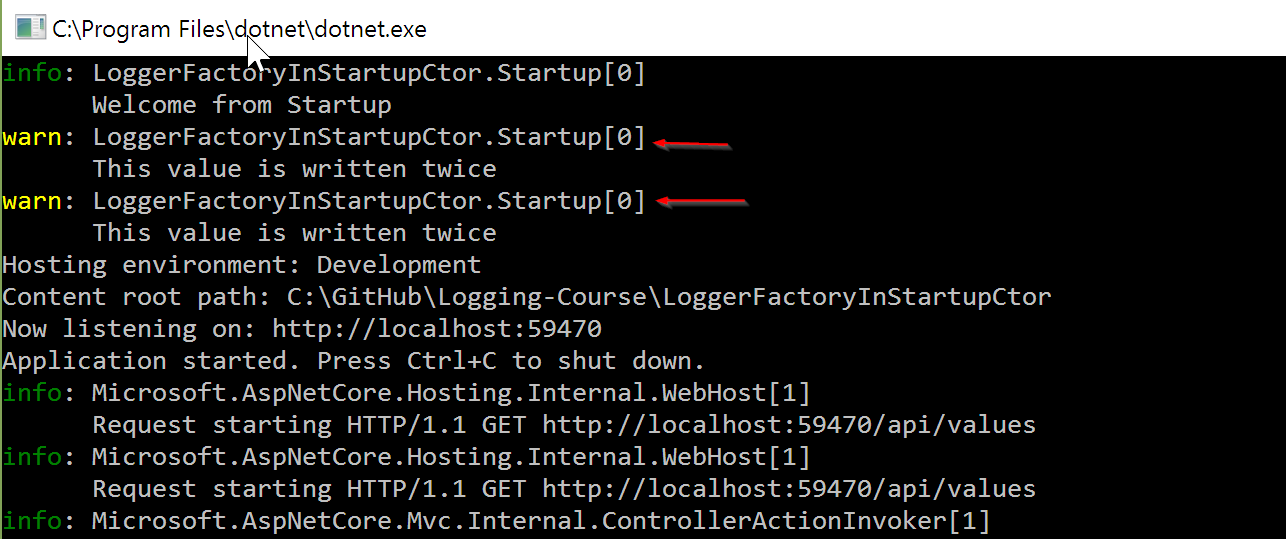 C:\Program Files\dotnet\dotnet.exe
info: LoggerFactoryInStartupCtor.Startup[0]
Welcome from Startup
warn: LoggerFactoryInStartupCtor.Startup[0]
This value is written twice
warn: LoggerFactoryInStartupCtor.Startup[0]
This value is written twice
Hosting environment: Development
Content root path: C:\GitHub\Logging-Course\LoggerFactoryInStartupCtor
Now listening on: http://localhost:59470
Application started. Press Ctrl+C to shut down.
info: Microsoft.AspNetCore.Hosting.Internal.WebHost[1]
Request starting HTTP/1.1 GET http://localhost:59470/api/values
info: Microsoft.AspNetCore.Hosting.Internal.WebHost[1]
Request starting HTTP/1.1 GET http://localhost:59470/api/values
info: Microsoft.AspNetCore.Mvc.Internal.ControllerActionInvoker[1]